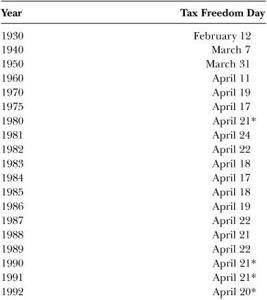 Year Tax Freedom Day
1930 February 12
1940 March 7
1950 March 31
1960 April 11
1970 April 19
1975 April 17
1980 April 21*
1981 April 24
1982 April 22
1983 April 18
1984 April 17
1985 April 18
1986 April 19
1987 April 22
1988 April 21
1989 April 22
1990 April 21*
1991 April 21*
1992 April 20*